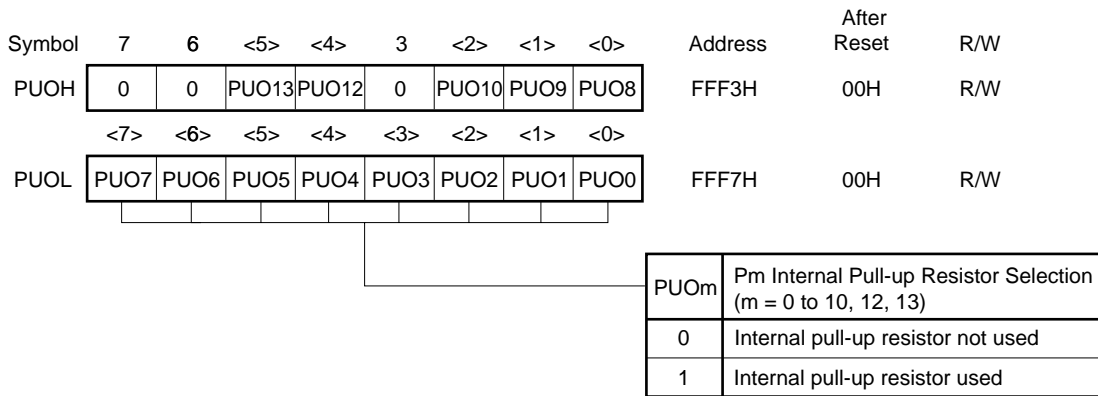 After
Symbol 7 6 <5> <4> 3 <2> <1> <0> Address Reset R/W
PUOH 0 0 PUO13 PUO12 0 PUO10 PUO9 PUO8 FFF3H 00H R/W
<7> <6> <5> <4> <3> <2> <1> <0>
PUOL PUO7 PUO6 PUO5 PUO4 PUO3 PUO2 PUO1 PUO0 FFF7H 00H R/W
PUOm Pm Internal Pull-up Resistor Selection
(m = 0 to 10, 12, 13)
0 Internal pull-up resistor not used
1 Internal pull-up resistor used